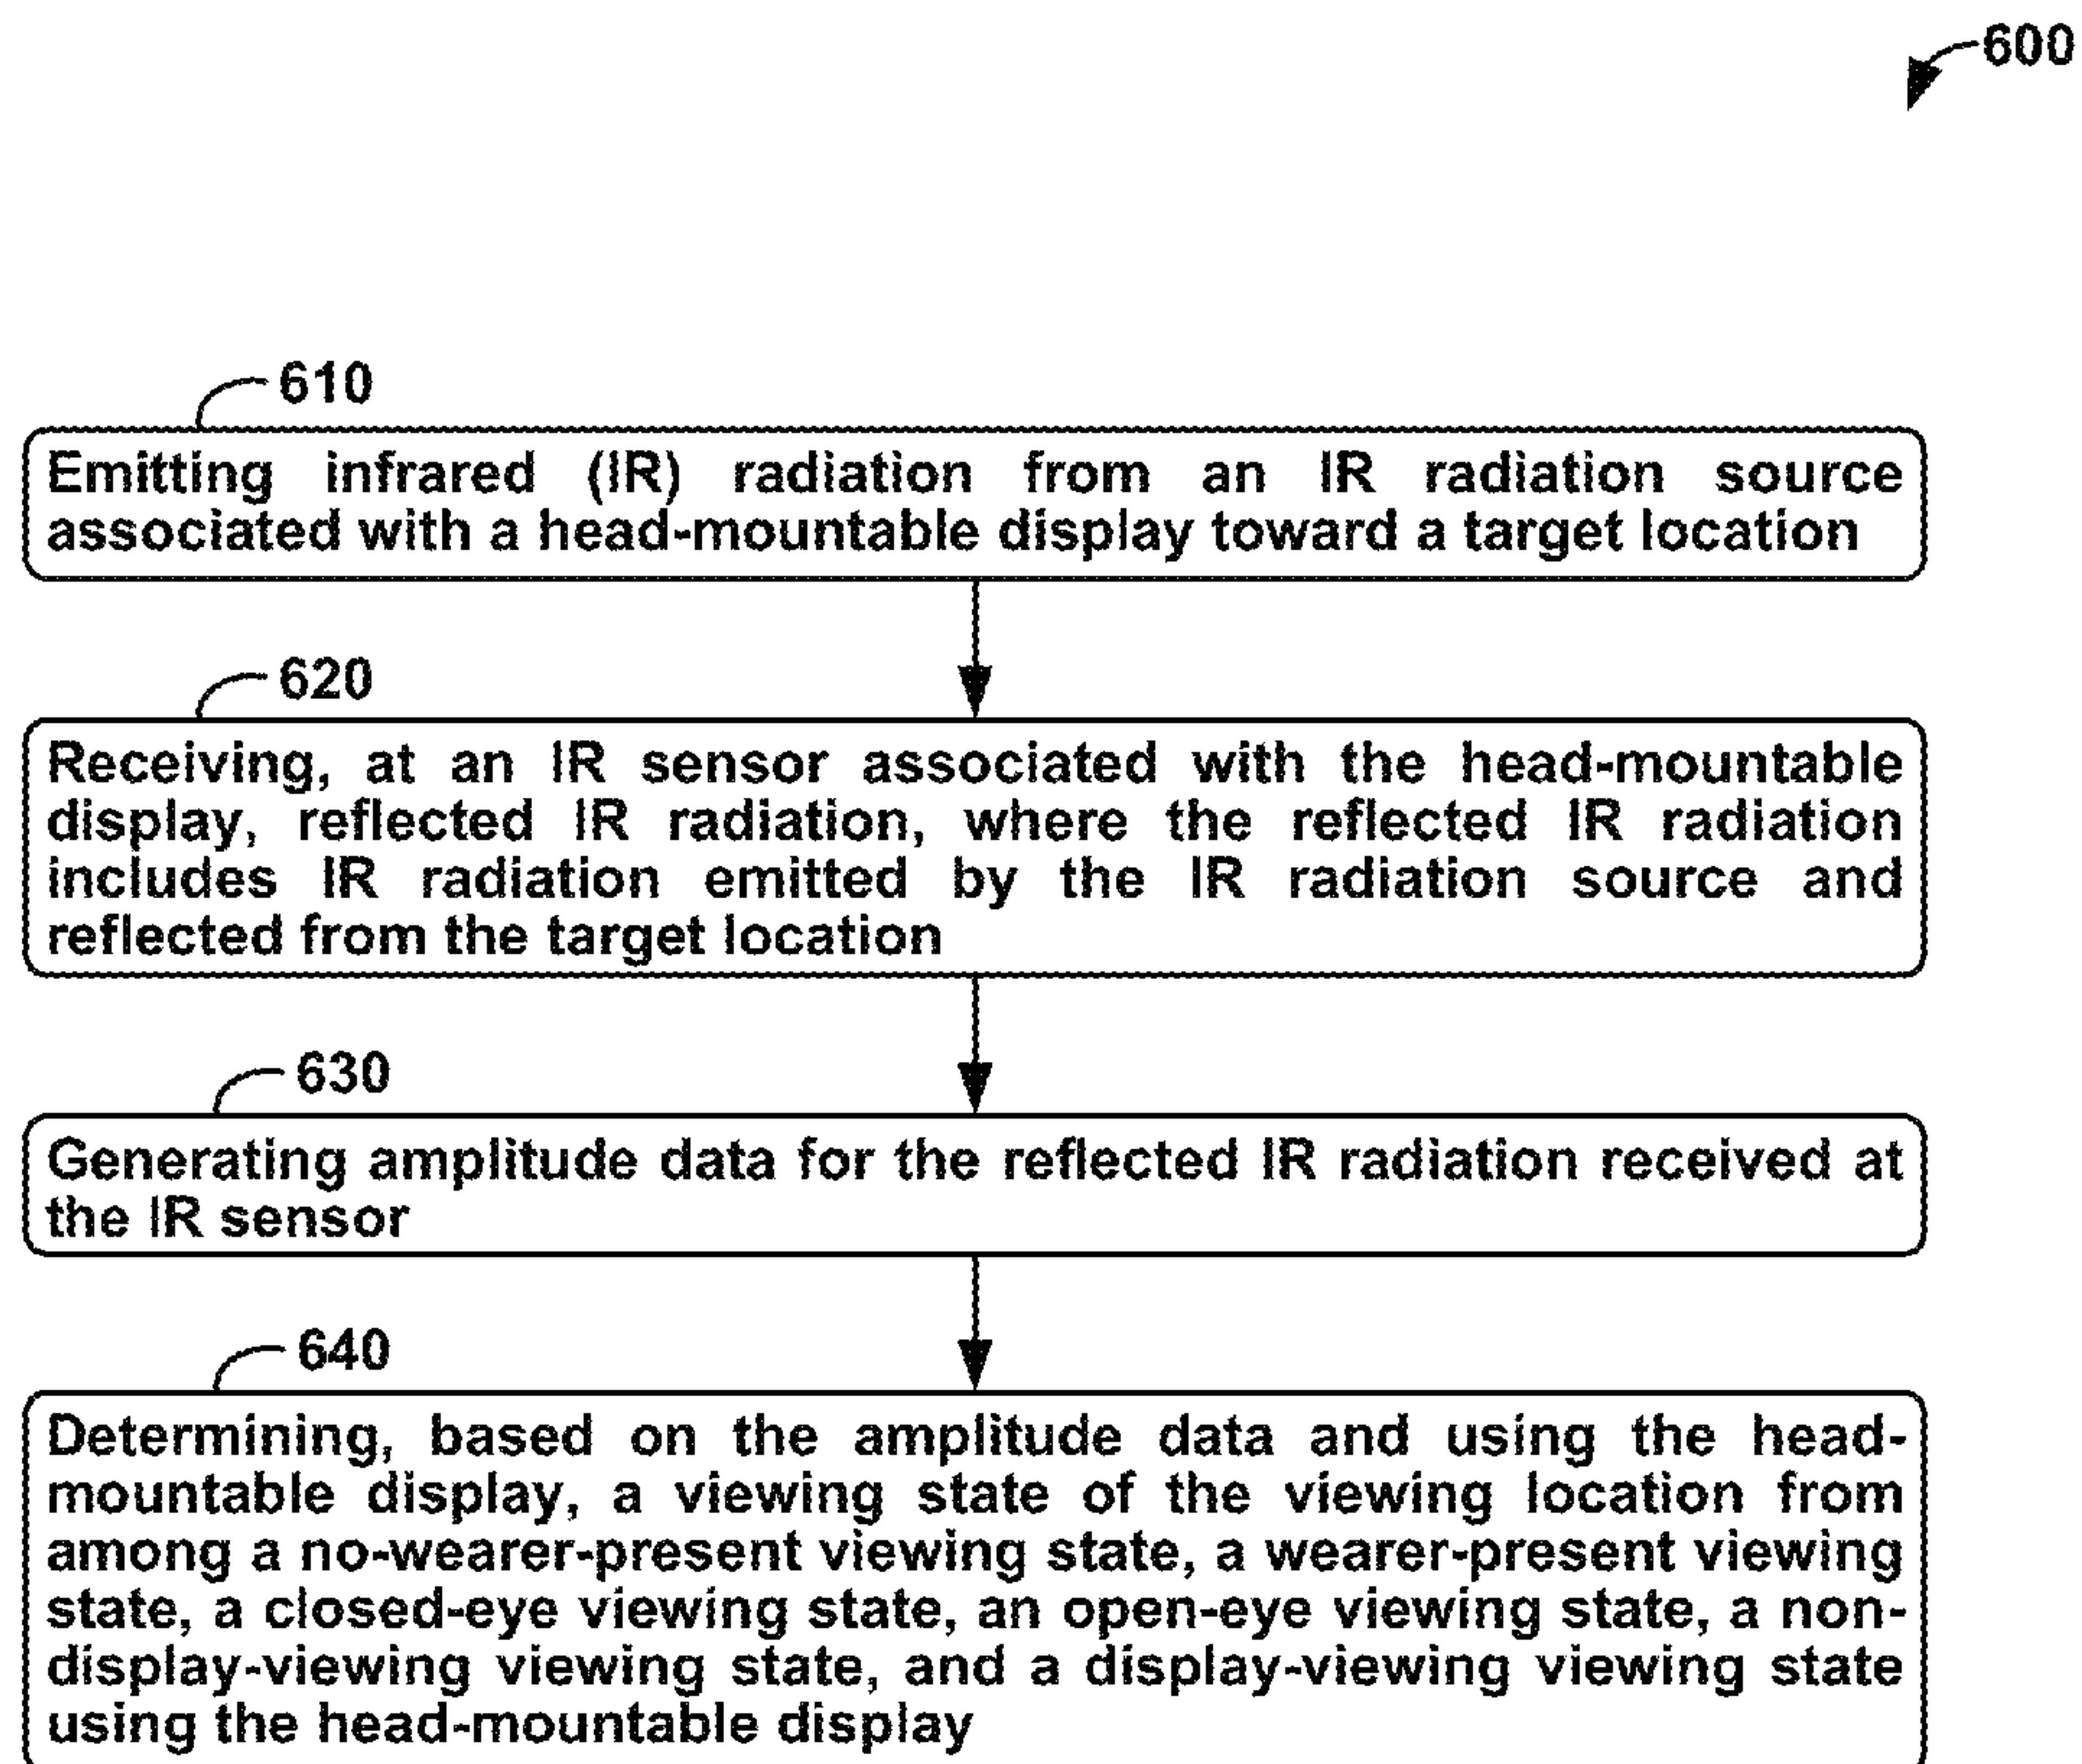 600
610
Emitting infrared (IR) radiation from an IR radiation source
associated with a head-mountable display toward a target location
620
Receiving, at an IR sensor associated with the head-mountable
display, reflected IR radiation, where the reflected IR radiation
includes IR radiation emitted by the IR radiation source and
reflected from the target location
630
Generating amplitude data for the reflected IR radiation received at
the IR sensor
640
Determining, based on the amplitude data and using the head-
mountable display, a viewing state of the viewing location from
among a no-wearer-present viewing state, a wearer-present viewing
state, a closed-eye viewing state, an open-eye viewing state, a non-
display-viewing viewing state, and a display-viewing viewing state
using the head-mountable display